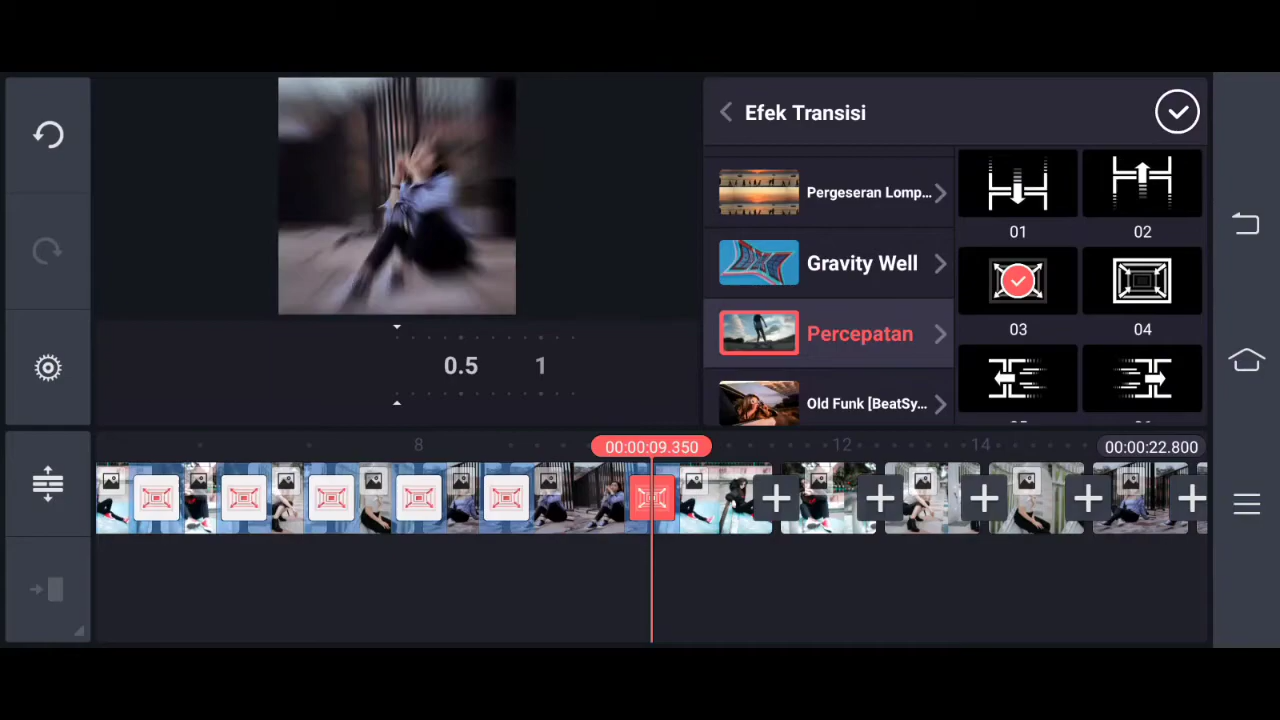 Efek Transisi
Pergeseran Lomp...
Gravity Well
Percepatan
Old Funk [BeatSy...
01
02
03
04
0.5
1
8
00:00:09.350
12
14
00:00:22.800